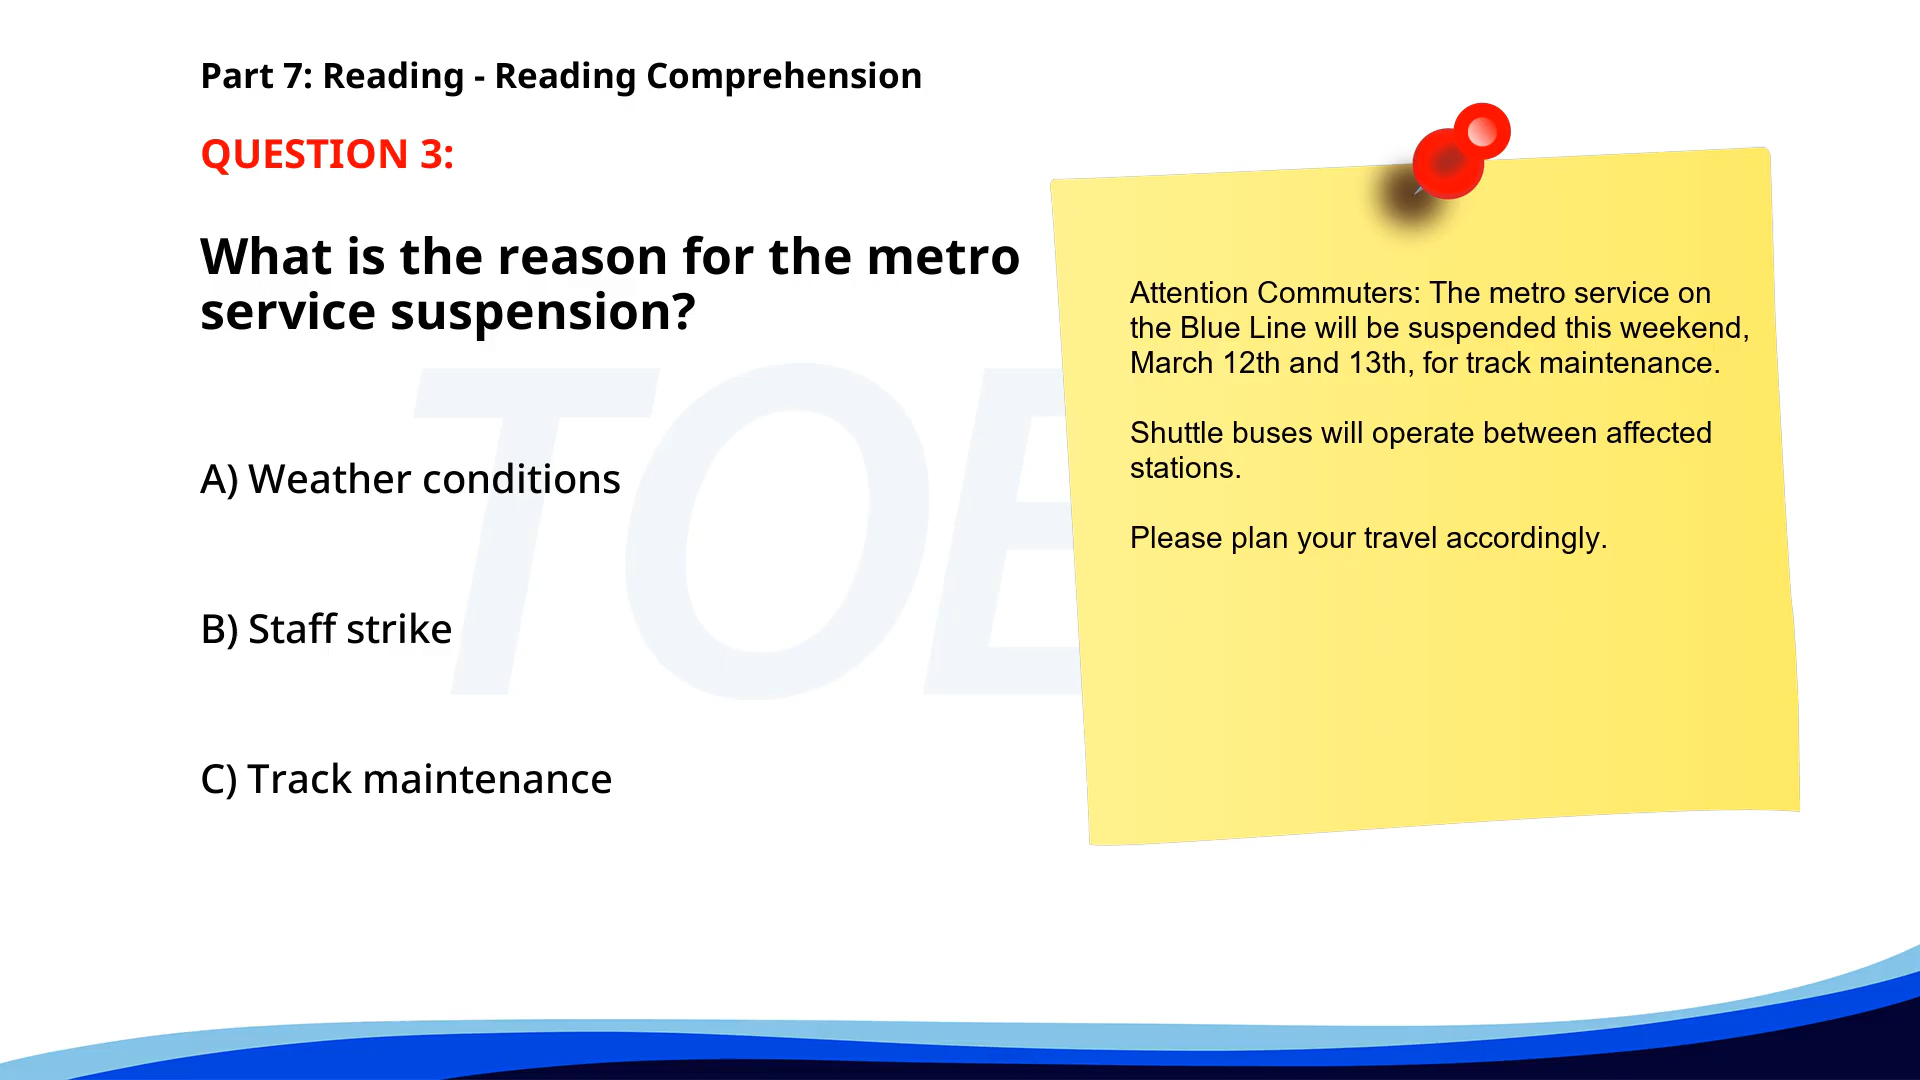 Part 7: Reading - Reading Comprehension
QUESTION 3:
What is the reason for the metro
service suspension?
A) Weather conditions
B) Staff strike
C) Track maintenance
Attention Commuters: The metro service on
the Blue Line will be suspended this weekend,
March 12th and 13th, for track maintenance.
Shuttle buses will operate between affected
stations.
Please plan your travel accordingly.
TOE